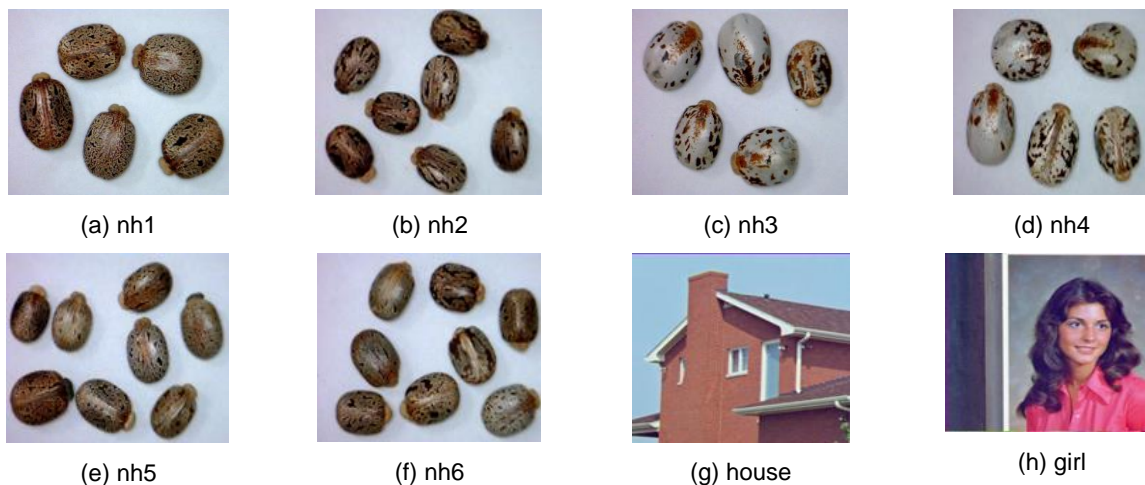 (a) nh1
(b) nh2
(c) nh3
(d) nh4
(e) nh5
(f) nh6
(g) house
(h) girl